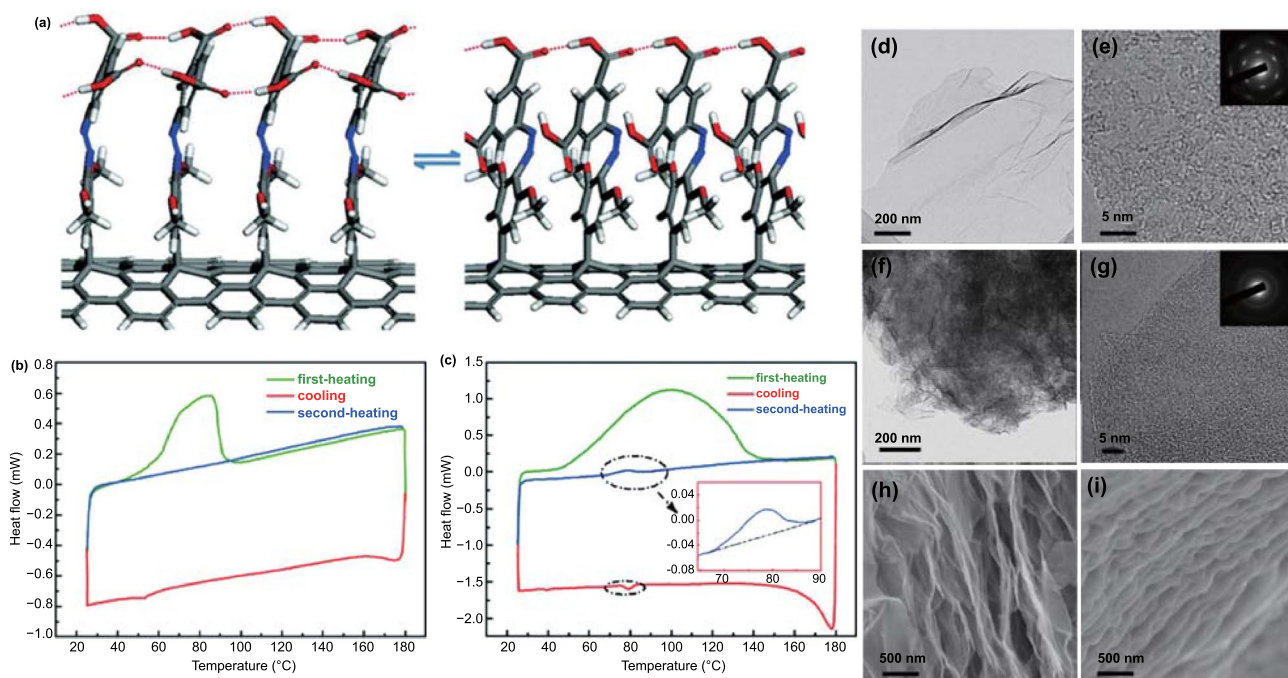 (a)
(b)
Heat flow (mW)
0.8
0.6
0.4
0.2
0.0
−0.2
−0.4
−0.6
−0.8
−1.0
first-heating
cooling
second-heating
20 40 60 80 100 120 140 160 180
Temperature (°C)
(c)
Heat flow (mW)
1.5
1.0
0.5
0.0
−0.5
−1.0
−1.5
−2.0
first-heating
cooling
second-heating
0.04
0.00
−0.04
−0.08
70 80 90
20 40 60 80 100 120 140 160 180
Temperature (°C)
(d)
200 nm
(e)
5 nm
(f)
200 nm
(g)
5 nm
(h)
500 nm
(i)
500 nm